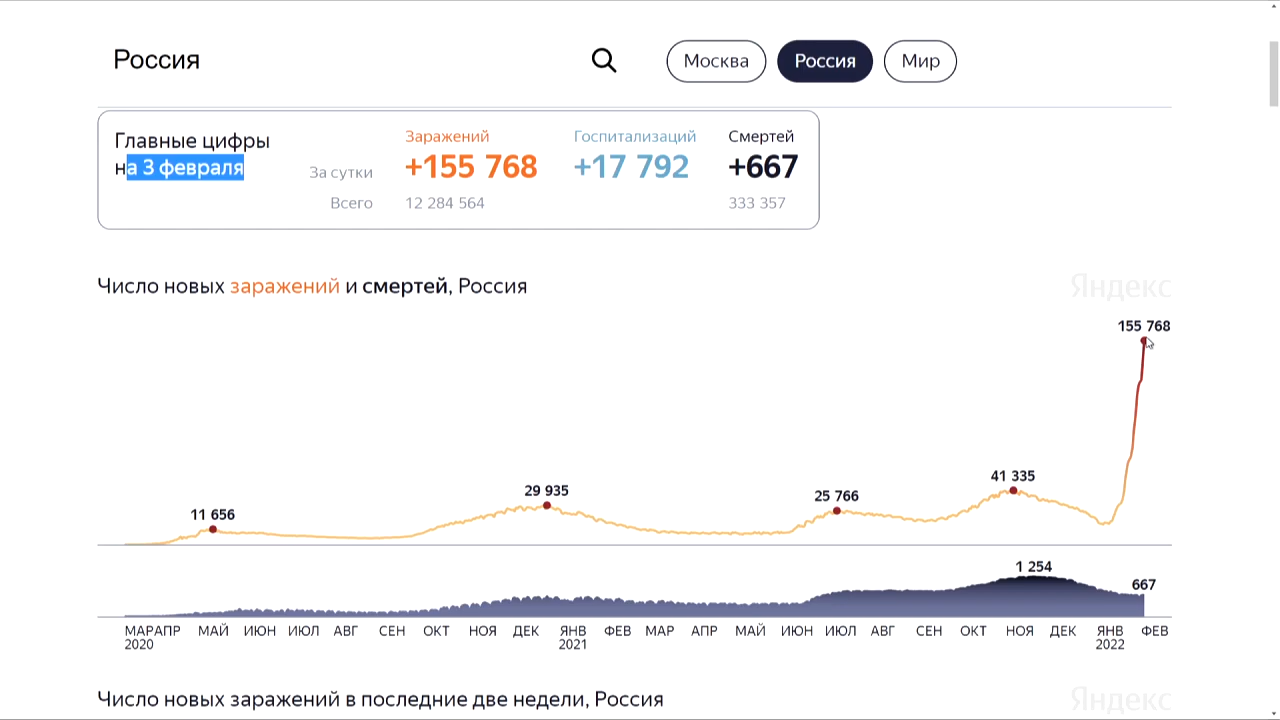 Россия
Москва Россия Мир
Главные цифры
на 3 февраля
Заражений Госпитализаций Смертей
За сутки +155 768 +17 792 +667
Всего 12 284 564 333 357
Число новых заражений и смертей, Россия
Яндекс
155 768
41 335
29 935
25 766
11 656
1 254
667
МАР АПР МАЙ ИЮН ИЮЛ АВГ СЕН ОКТ НОЯ ДЕК ЯНВ ФЕВ МАР АПР МАЙ ИЮН ИЮЛ АВГ СЕН ОКТ НОЯ ДЕК ЯНВ ФЕВ
2020 2021 2022
Число новых заражений в последние две недели, Россия
Яндекс